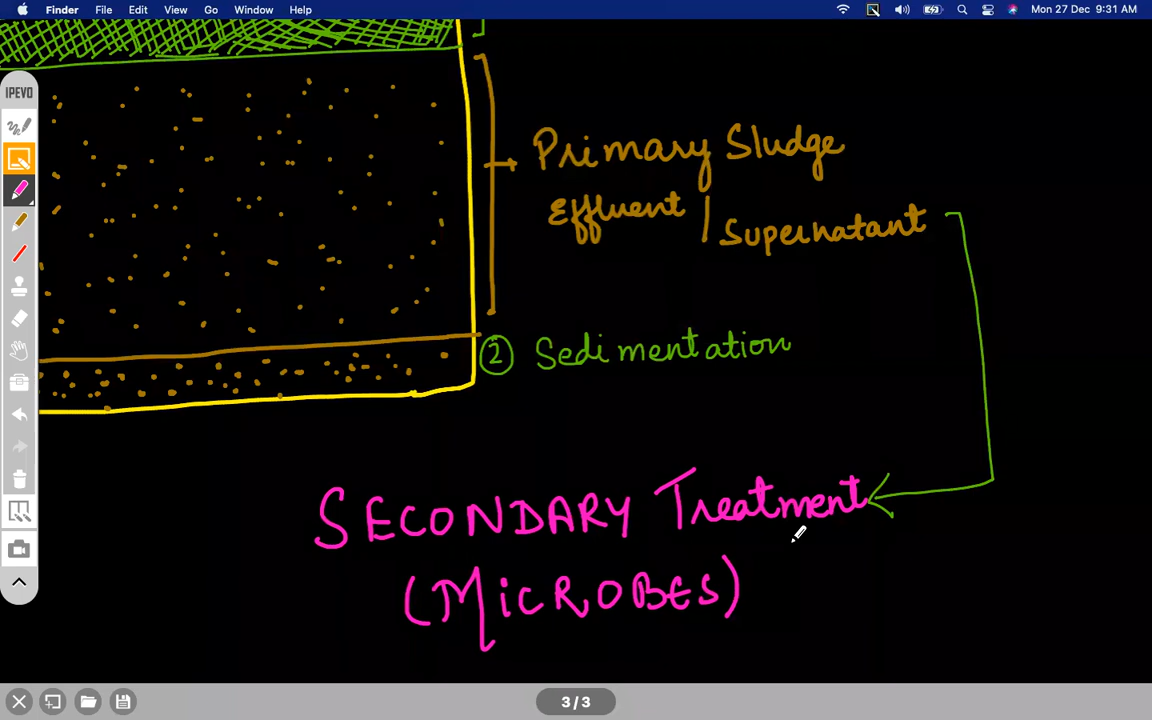 Finder File Edit View Go Window Help Mon 27 Dec 9:31 AM
IPEVO
Primary Sludge
Effluent | Supernatant
② Sedimentation
SECONDARY Treatment
(MiCROBES)
3/3